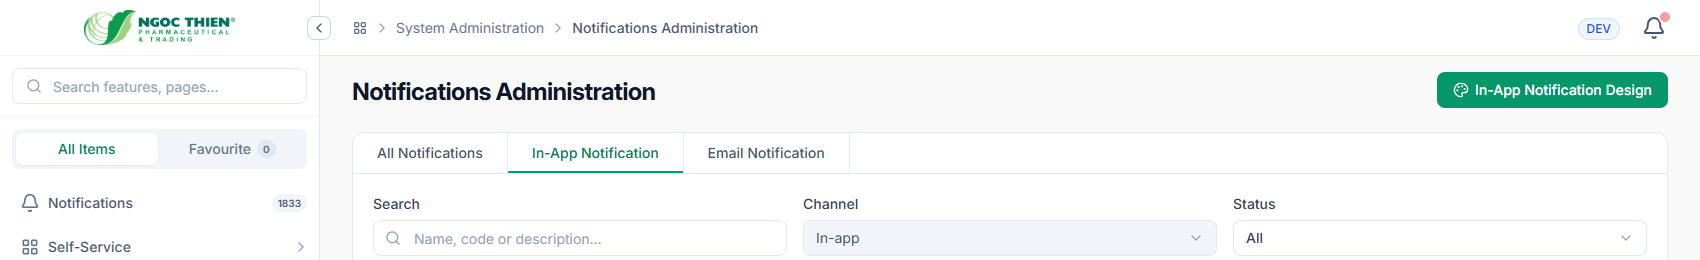 NGOC THIEN®
PHARMACEUTICAL
& TRADING
System Administration
Notifications Administration
DEV
Search features, pages...
Notifications Administration
In-App Notification Design
All Items
Favourite 0
All Notifications
In-App Notification
Email Notification
Notifications 1833
Self-Service
Search
Channel
Status
Name, code or description...
In-app
All